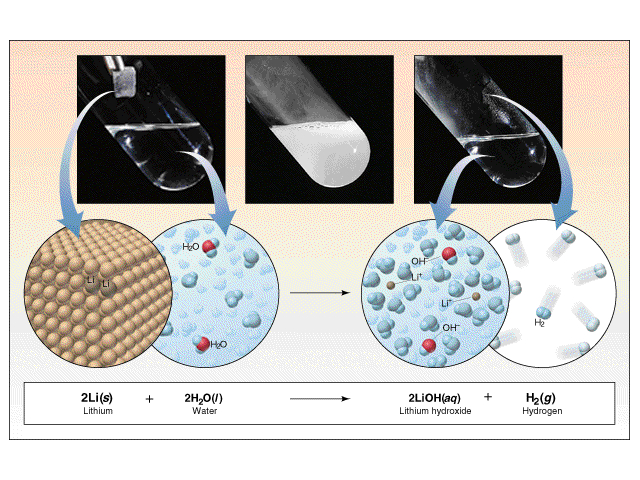 H₂O
Li
Li
H₂O
OH⁻
Li⁺
Li⁺
OH⁻
H₂
2Li(s) + 2H₂O(l) ⟶ 2LiOH(aq) + H₂(g)
Lithium Water Lithium hydroxide Hydrogen